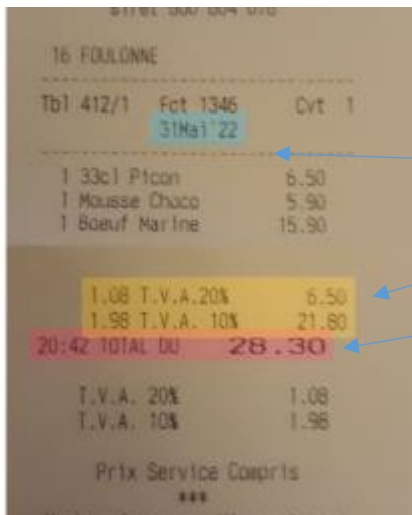 16 FOULONNE
Tbl 412/1 Fct 1346 Cvt 1
31Mai'22
1 33cl Picon 6.50
1 Mousse Choco 5.90
1 Boeuf Marine 15.90
1.08 T.V.A.20% 6.50
1.98 T.V.A. 10% 21.80
20:42 TOTAL DU 28.30
T.V.A. 20% 1.08
T.V.A. 10% 1.98
Prix Service Compris
***